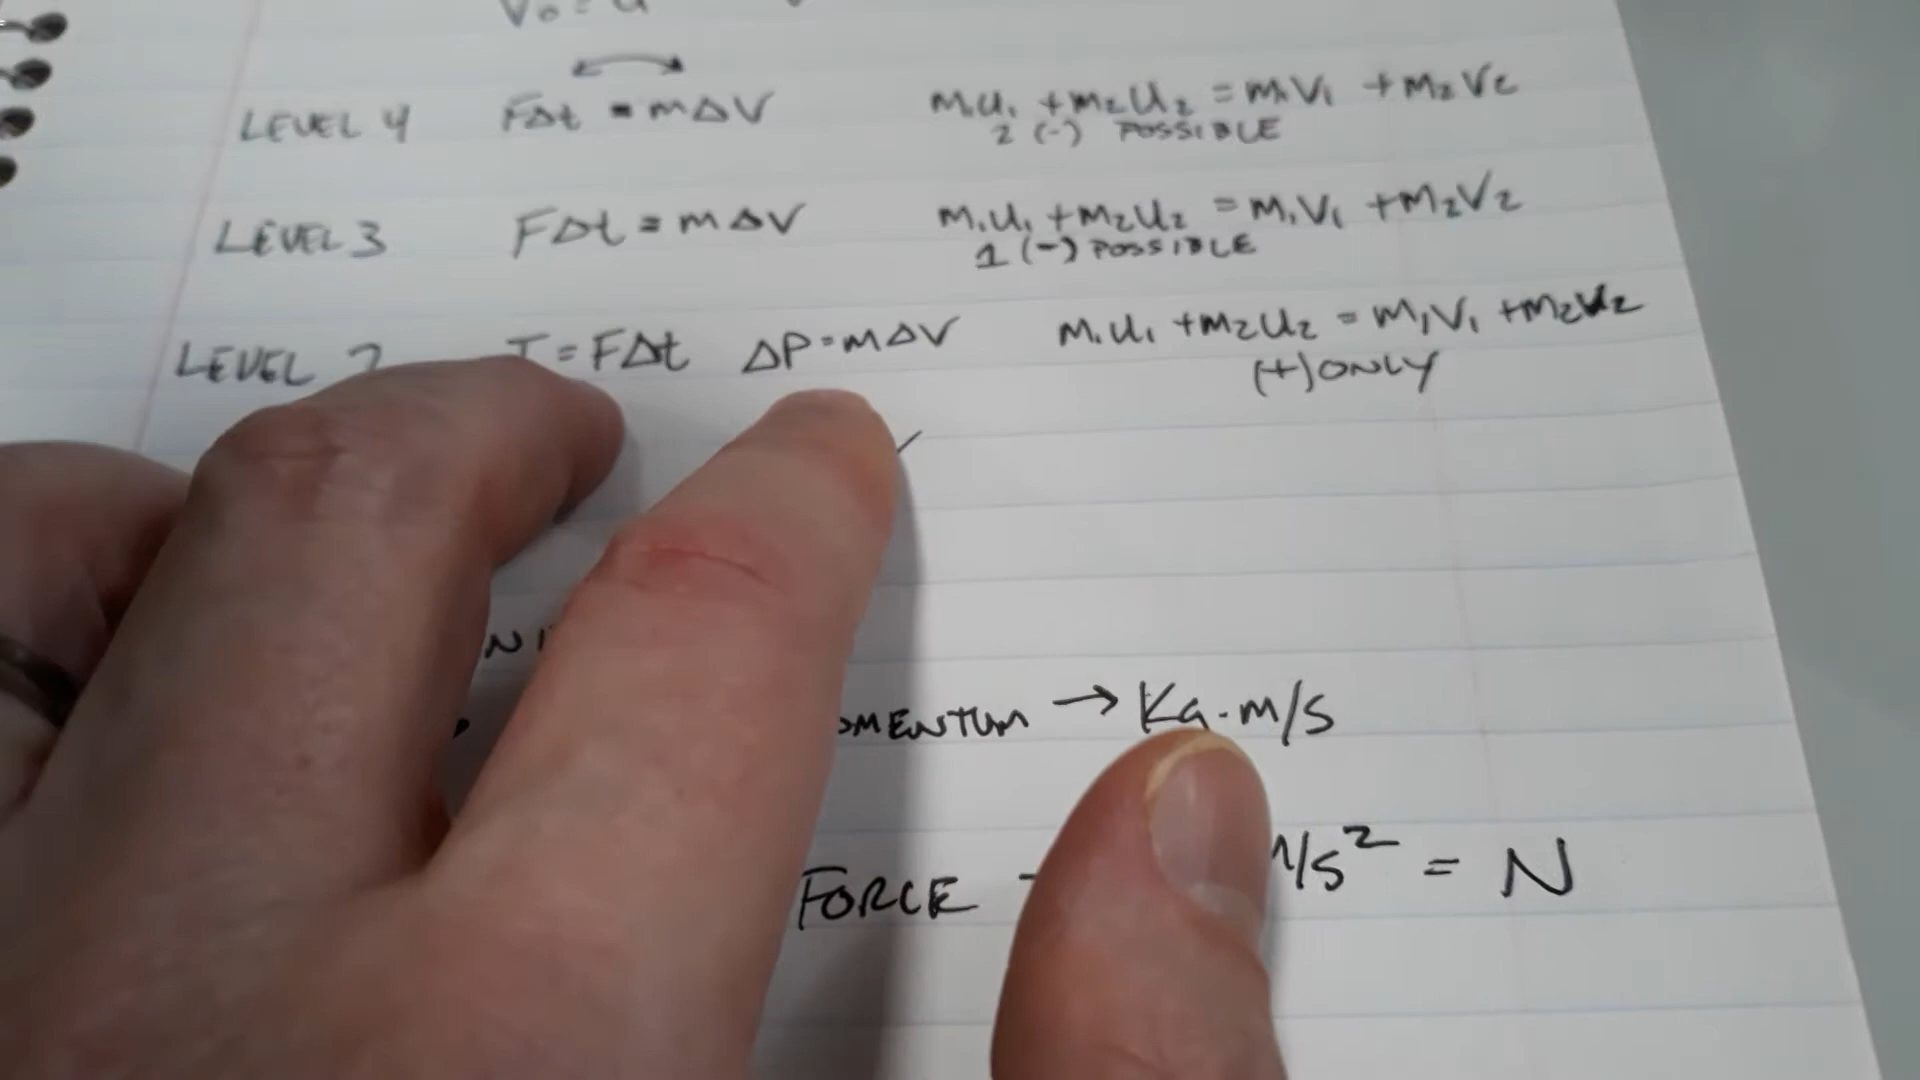 V₀ = u
LEVEL 4 FΔt = mΔV m₁u₁ + m₂u₂ = m₁V₁ + m₂V₂
2 (-) POSSIBLE
LEVEL 3 FΔt = mΔV m₁u₁ + m₂u₂ = m₁V₁ + m₂V₂
1 (-) POSSIBLE
LEVEL = FΔt ΔP = mΔV m₁u₁ + m₂u₂ = m₁V₁ + m₂V₂
(+) ONLY
→ Kg·m/s
FORCE /s² = N